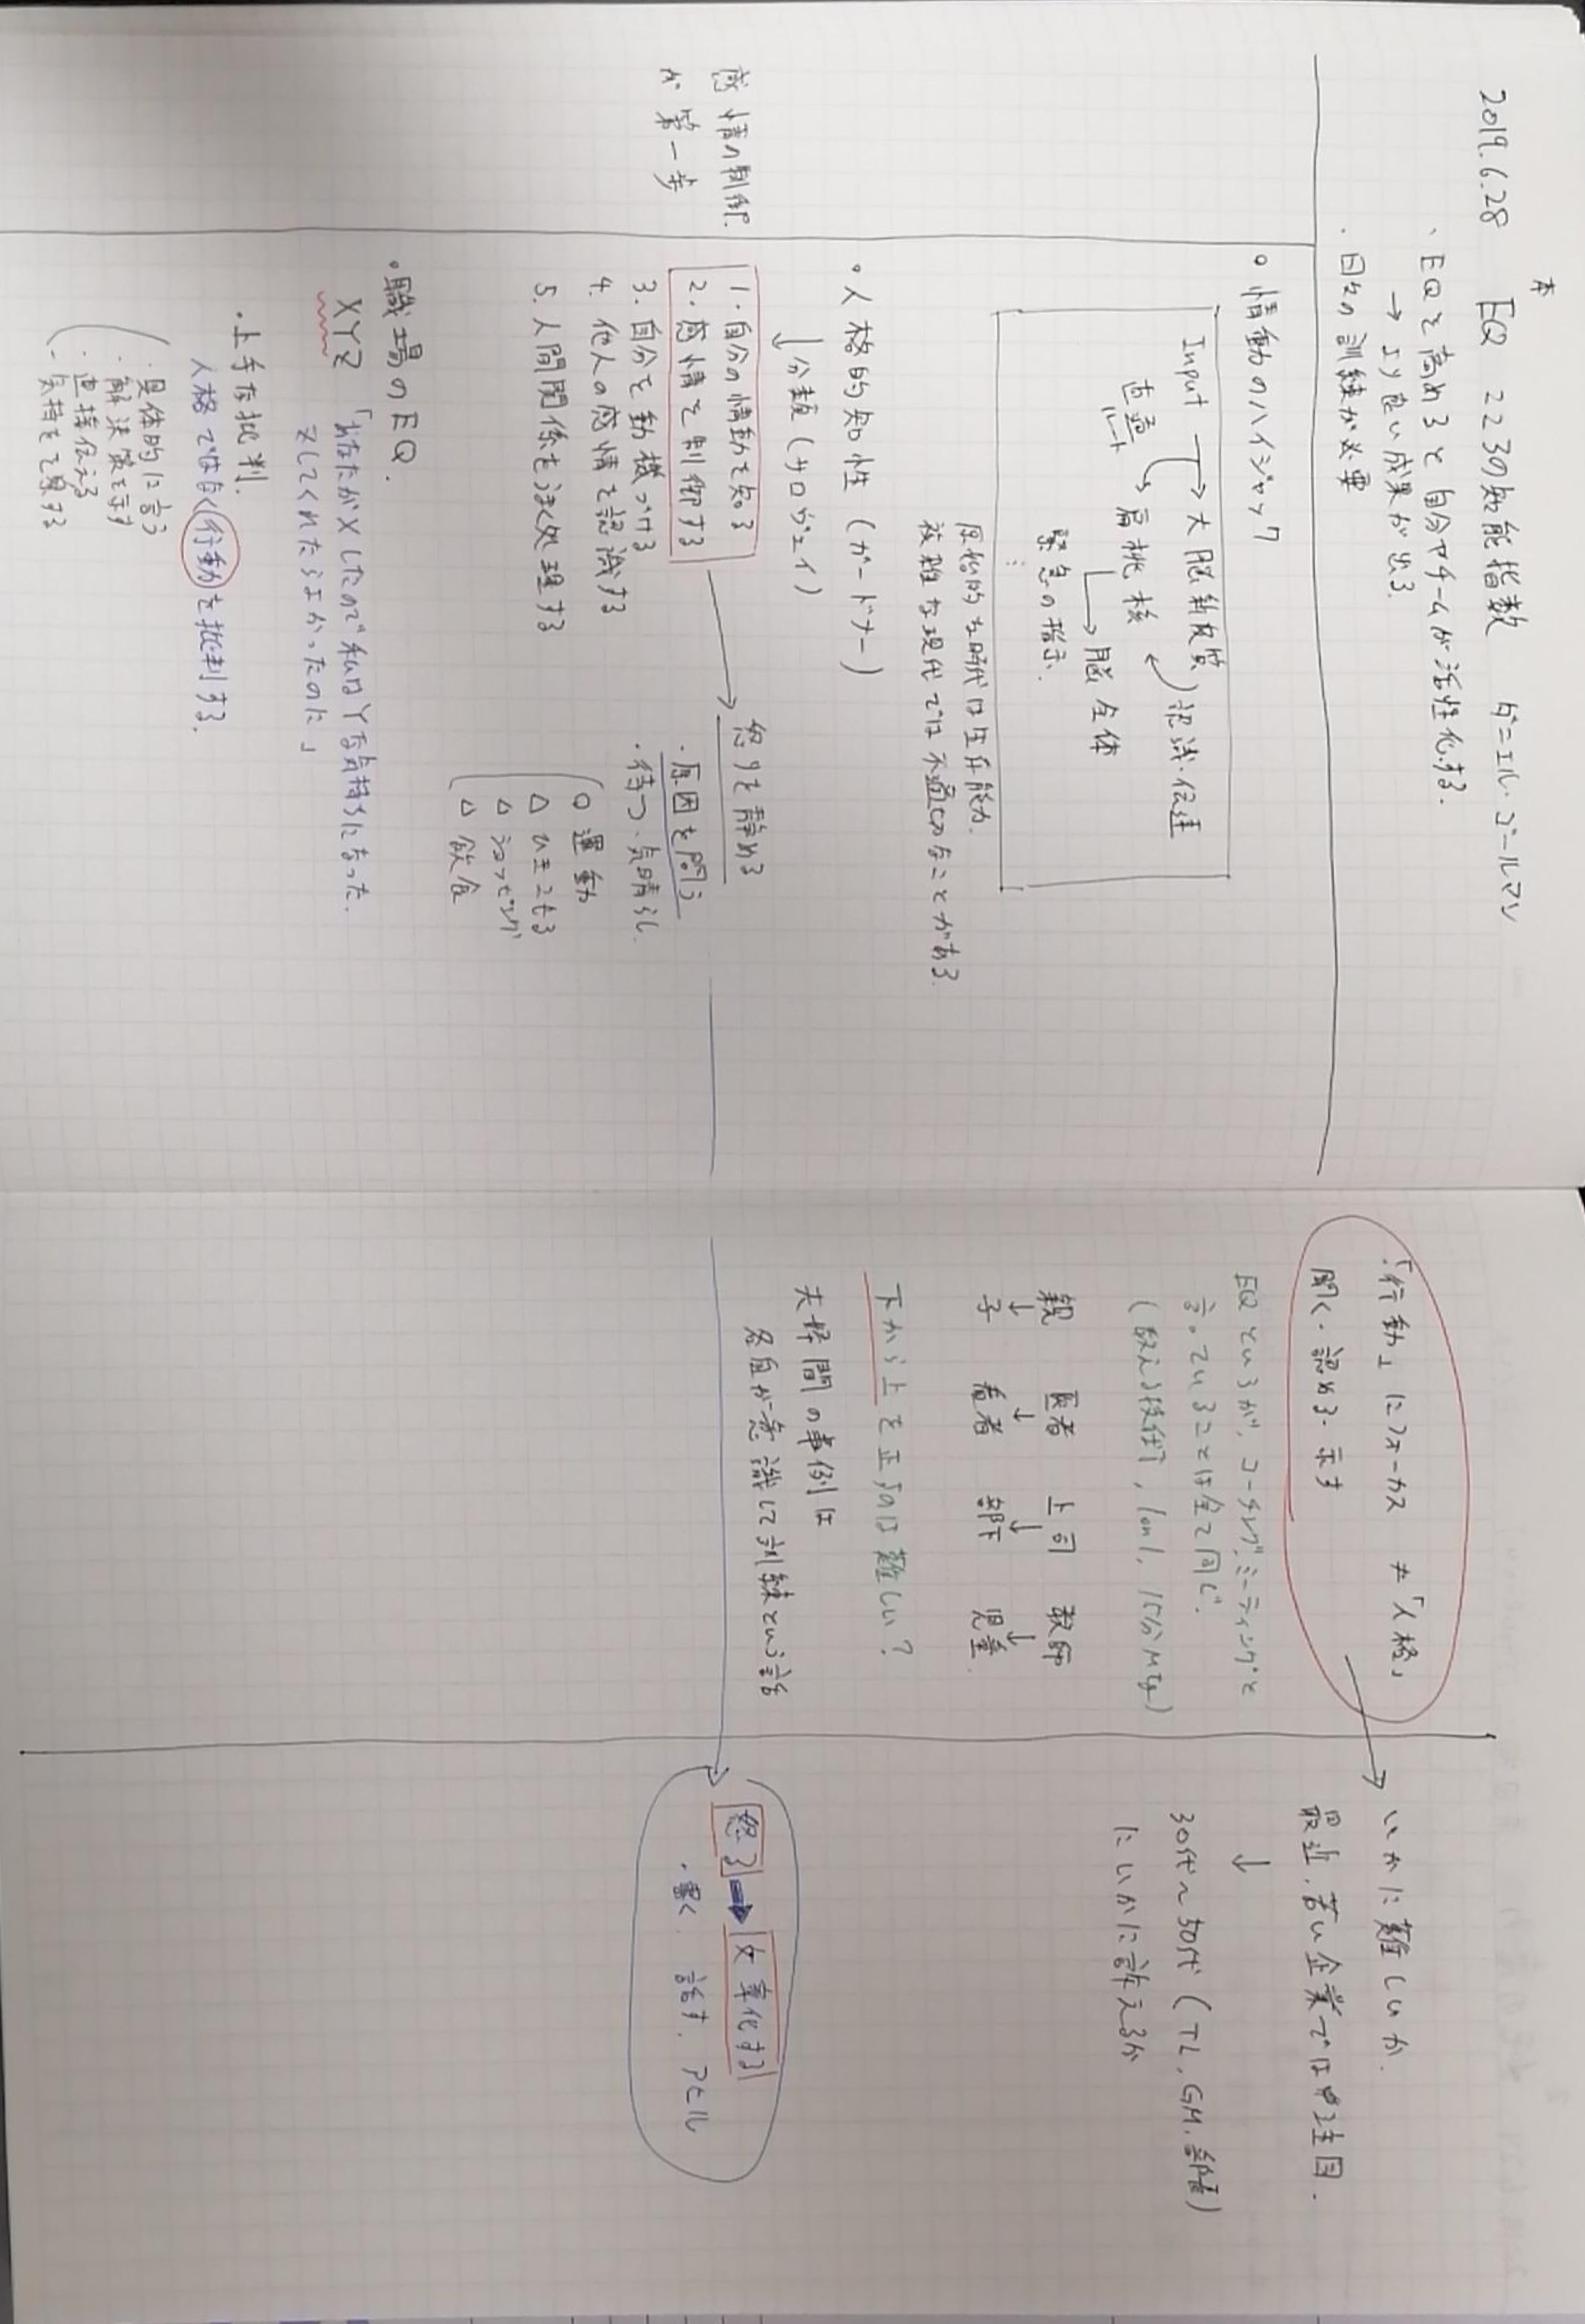 本
2019.6.28 EQ こころの知能指数 ダニエル・ゴールマン
・EQを高めると自分やチームが活性化する.
→ より良い成果が出る.
・日々の訓練が必要
感情の制御
が第一歩
○ 情動のハイジャック
Input → 大脳新皮質
認識・伝達
直通
ルート
扁桃核
脳全体
緊急の指示.
⋮
原始的な時代は生存能力.
複雑な現代では不適切なことがある.
○人格的知性 (ガードナー)
↓分類 (サロヴェイ)
1. 自分の情動を知る
2. 感情を制御する
3. 自分を動機づける
4. 他人の感情を認識する
5. 人間関係をうまく処理する
怒りを静める
・原因を問う
・待つ・気晴らし
○ 運動
△ ひきこもる
△ ショッピング
△ 飲食
○職場のEQ.
XYZ 「あなたがXしたので私はYな気持ちになった.
Zしてくれたらよかったのに」
・上手な批判.
人格ではなく行動を批判する.
・具体的に言う
・解決策を示す
・直接伝える
・気持を
「行動」にフォーカス ≠「人格」
聞く・認める・示す
EQというが、コーチング、ミーティングと
言っていることは全て同じ.
(教える技術, 1on1, 15分Mtg)
親 医者 上司 教師
↓ ↓ ↓ ↓
子 看者 部下 児童
下から上を正すのは難しい?
夫婦間の事例は
各自が意識して訓練という話
いかに難しいか.
最近、若い企業では注目.
↓
30代〜50代 (TL, GM, 部長)
にいかに訴えるか
怒る → 文章化する
・書く、話す、アヒル